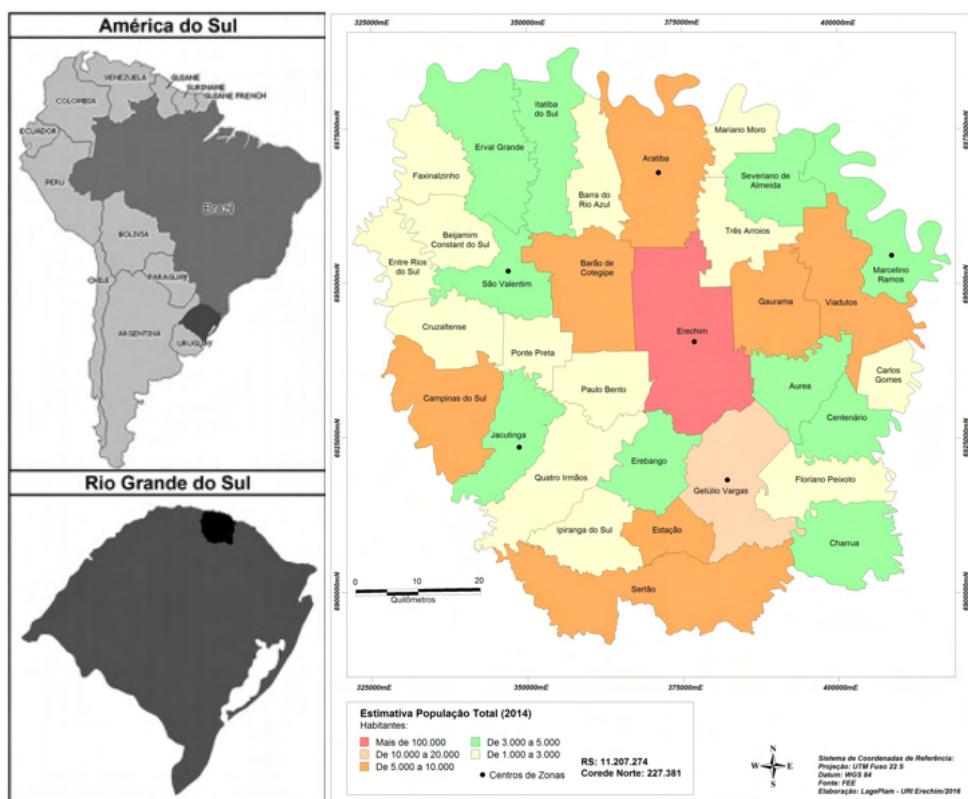 América do Sul
VENEZUELA
GUIANE
SURINAME
GUIANE FRENCH
COLOMBIA
ECUADOR
PERU
Brazil
BOLIVIA
PARAGUAY
CHILE
ARGENTINA
URUGUAY
Rio Grande do Sul
325000mE
350000mE
375000mE
400000mE
6975000mN
6950000mN
6925000mN
6900000mN
Itatiba
do Sul
Mariano Moro
Erval Grande
Aratiba
Severiano de
Almeida
Faxinalzinho
Barra do
Rio Azul
Três Arroios
Beijamim
Constant do Sul
Entre Rios
do Sul
Barão de
Cotegipe
São Valentim
Marcelino
Ramos
Gaurama
Viadutos
Cruzaltense
Erechim
Ponte Preta
Carlos
Gomes
Paulo Bento
Aurea
Campinas do Sul
Centenário
Jacutinga
Erebango
Quatro Irmãos
Getúlio Vargas
Floriano Peixoto
Ipiranga do Sul
Estação
Charrua
Sertão
0 10 20
Quilômetros
6975000mN
6950000mN
6925000mN
6900000mN
325000mE
350000mE
375000mE
400000mE
Estimativa População Total (2014)
Habitantes:
Mais de 100.000
De 3.000 a 5.000
De 10.000 a 20.000
De 1.000 a 3.000
De 5.000 a 10.000
Centros de Zonas
RS: 11.207.274
Corede Norte: 227.381
N
W
E
S
Sistema de Coordenadas de Referência:
Projeção: UTM Fuso 22 S
Datum: WGS 84
Fonte: FEE
Elaboração: LagePlam - URI Erechim/2016